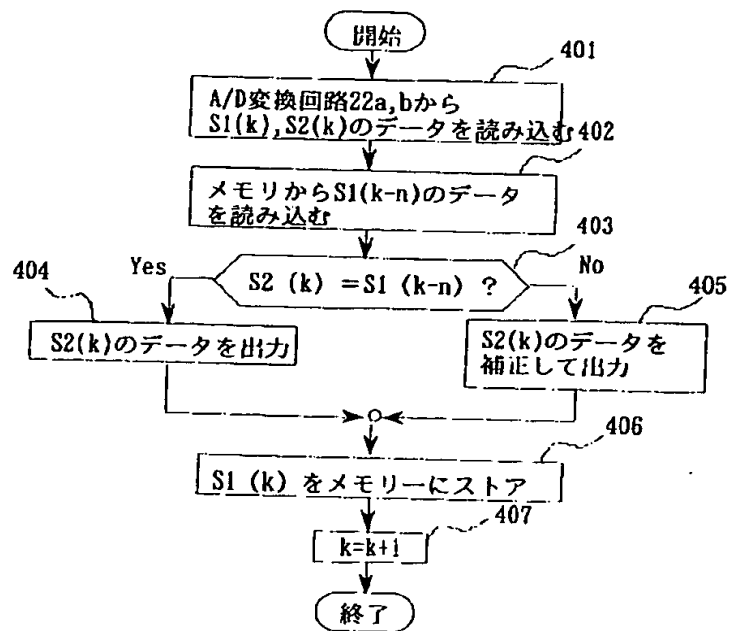 開始
401
A/D変換回路22a,bから
S1(k),S2(k)のデータを読み込む
402
メモリからS1(k-n)のデータ
を読み込む
403
S2 (k) =S1 (k-n) ?
Yes
No
404
S2(k)のデータを出力
405
S2(k)のデータを
補正して出力
406
S1 (k) をメモリーにストア
407
k=k+1
終了